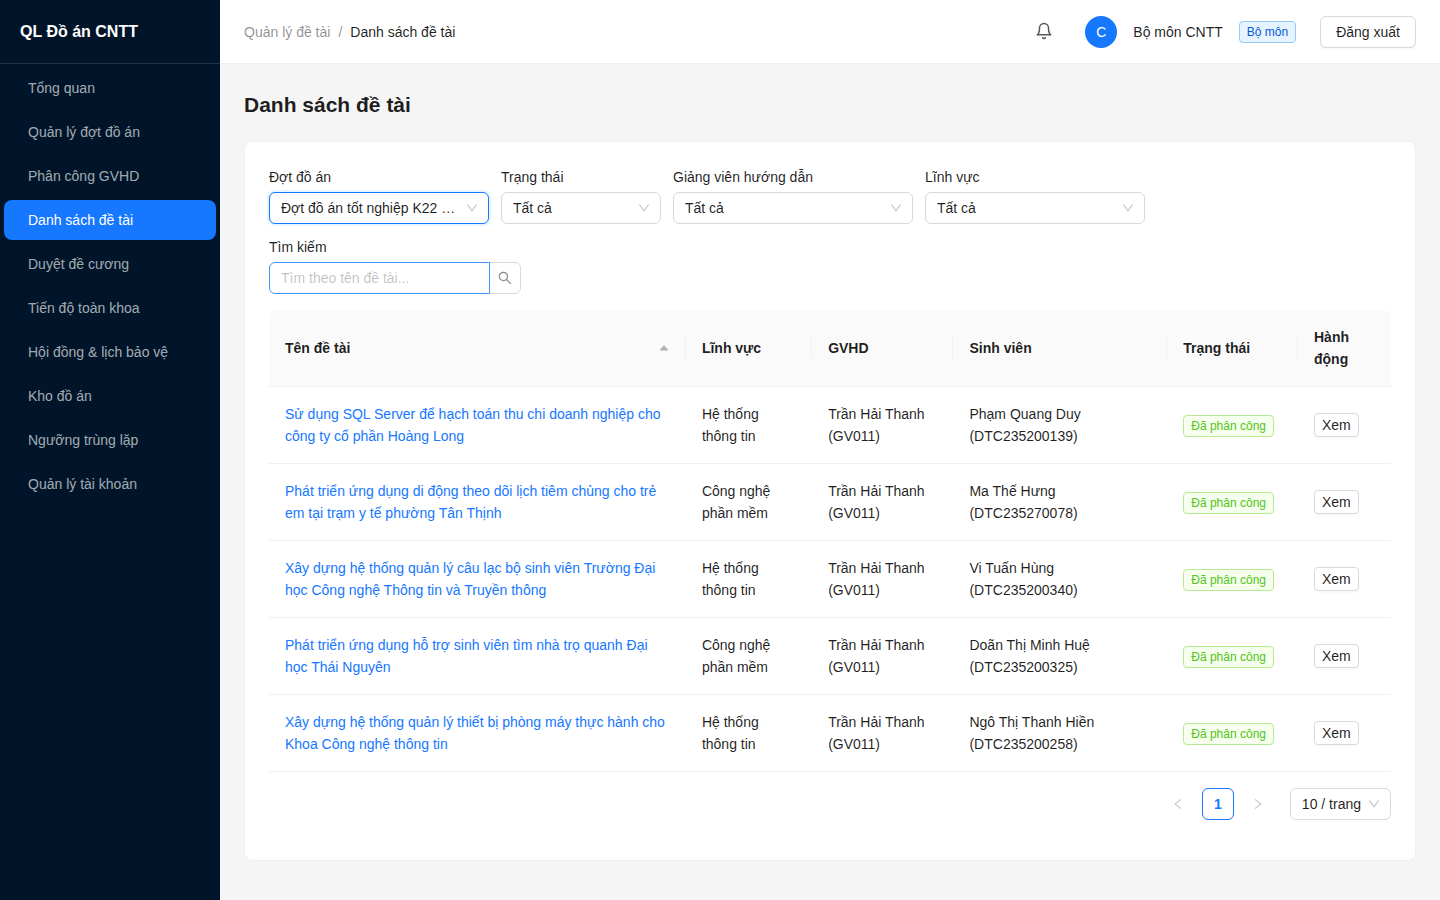 QL Đồ án CNTT
Tổng quan
Quản lý đợt đồ án
Phân công GVHD
Danh sách đề tài
Duyệt đề cương
Tiến độ toàn khoa
Hội đồng & lịch bảo vệ
Kho đồ án
Ngưỡng trùng lặp
Quản lý tài khoản
Quản lý đề tài / Danh sách đề tài
C Bộ môn CNTT Bộ môn Đăng xuất
Danh sách đề tài
Đợt đồ án Trạng thái Giảng viên hướng dẫn Lĩnh vực
Đợt đồ án tốt nghiệp K22 ... Tất cả Tất cả Tất cả
Tìm kiếm
Tìm theo tên đề tài...
Tên đề tài Lĩnh vực GVHD Sinh viên Trạng thái Hành động
Sử dụng SQL Server để hạch toán thu chi doanh nghiệp cho Hệ thống Trần Hải Thanh Phạm Quang Duy
công ty cổ phần Hoàng Long thông tin (GV011) (DTC235200139) Đã phân công Xem
Phát triển ứng dụng di động theo dõi lịch tiêm chủng cho trẻ Công nghệ Trần Hải Thanh Ma Thế Hưng
em tại trạm y tế phường Tân Thịnh phần mềm (GV011) (DTC235270078) Đã phân công Xem
Xây dựng hệ thống quản lý câu lạc bộ sinh viên Trường Đại Hệ thống Trần Hải Thanh Vi Tuấn Hùng
học Công nghệ Thông tin và Truyền thông thông tin (GV011) (DTC235200340) Đã phân công Xem
Phát triển ứng dụng hỗ trợ sinh viên tìm nhà trọ quanh Đại Công nghệ Trần Hải Thanh Doãn Thị Minh Huệ
học Thái Nguyên phần mềm (GV011) (DTC235200325) Đã phân công Xem
Xây dựng hệ thống quản lý thiết bị phòng máy thực hành cho Hệ thống Trần Hải Thanh Ngô Thị Thanh Hiền
Khoa Công nghệ thông tin thông tin (GV011) (DTC235200258) Đã phân công Xem
1 10 / trang